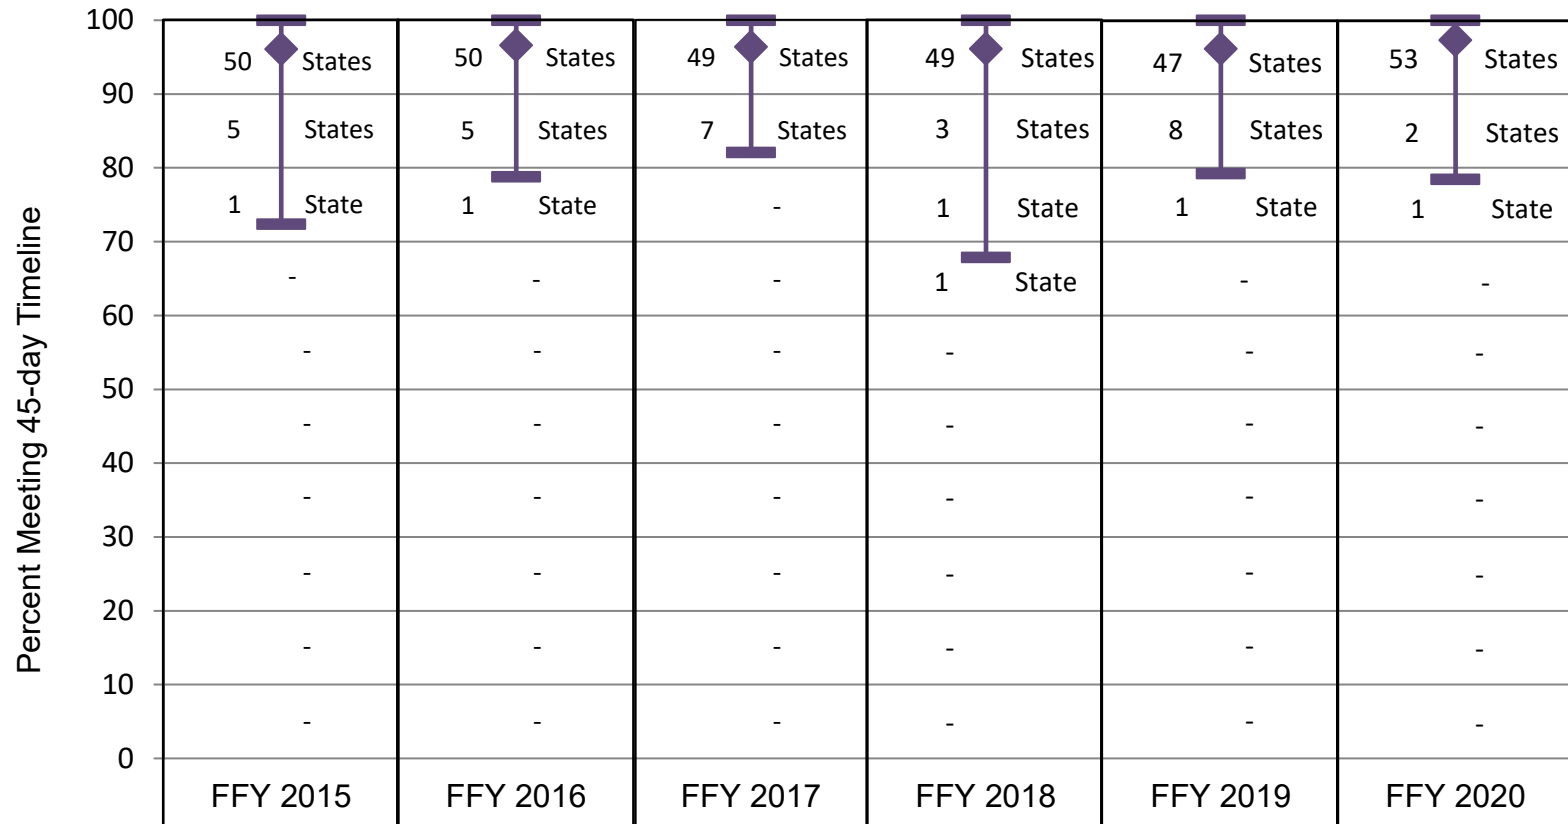 Percent Meeting 45-day Timeline
100
50 States 50 States 49 States 49 States 47 States 53 States
90
5 States 5 States 7 States 3 States 8 States 2 States
80
1 State 1 State - 1 State 1 State 1 State
70
- - - 1 State - -
60
- - - - - -
50
- - - - - -
40
- - - - - -
30
- - - - - -
20
- - - - - -
10
- - - - - -
0
FFY 2015 FFY 2016 FFY 2017 FFY 2018 FFY 2019 FFY 2020